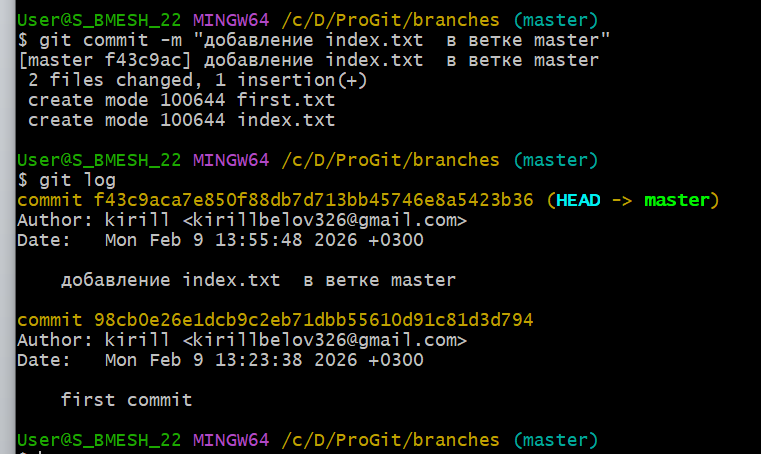 User@S_BMESH_22 MINGW64 /c/D/ProGit/branches (master)
$ git commit -m "добавление index.txt  в ветке master"
[master f43c9ac] добавление index.txt  в ветке master
 2 files changed, 1 insertion(+)
 create mode 100644 first.txt
 create mode 100644 index.txt

User@S_BMESH_22 MINGW64 /c/D/ProGit/branches (master)
$ git log
commit f43c9aca7e850f88db7d713bb45746e8a5423b36 (HEAD -> master)
Author: kirill <kirillbelov326@gmail.com>
Date:   Mon Feb 9 13:55:48 2026 +0300

    добавление index.txt  в ветке master

commit 98cb0e26e1dcb9c2eb71dbb55610d91c81d3d794
Author: kirill <kirillbelov326@gmail.com>
Date:   Mon Feb 9 13:23:38 2026 +0300

    first commit

User@S_BMESH_22 MINGW64 /c/D/ProGit/branches (master)